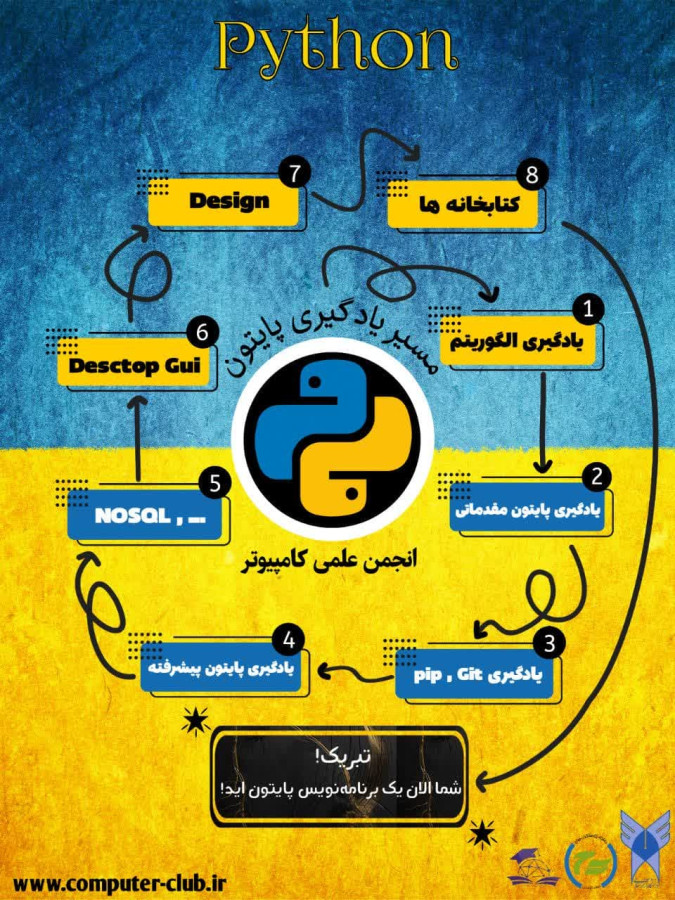 Python
مسیر یادگیری پایتون
1
یادگیری الگوریتم
2
یادگیری پایتون مقدماتی
3
یادگیری pip , Git
4
یادگیری پایتون پیشرفته
5
NOSQL , ...
6
Desctop Gui
7
Design
8
کتابخانه ها
انجمن علمی کامپیوتر
تبریک!
شما الان یک برنامه‌نویس پایتون اید!
www.computer-club.ir